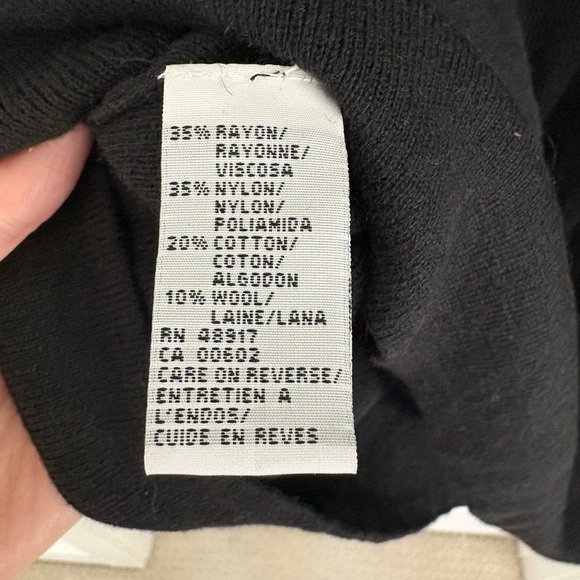 35% RAYON/
RAYONNE/
VISCOSA
35% NYLON/
NYLON/
POLIAMIDA
20% COTTON/
COTON/
ALGODON
10% WOOL/
LAINE/LANA
RN 48917
CA 00602
CARE ON REVERSE/
ENTRETIEN A
L'ENDOS/
CUIDE EN REVES